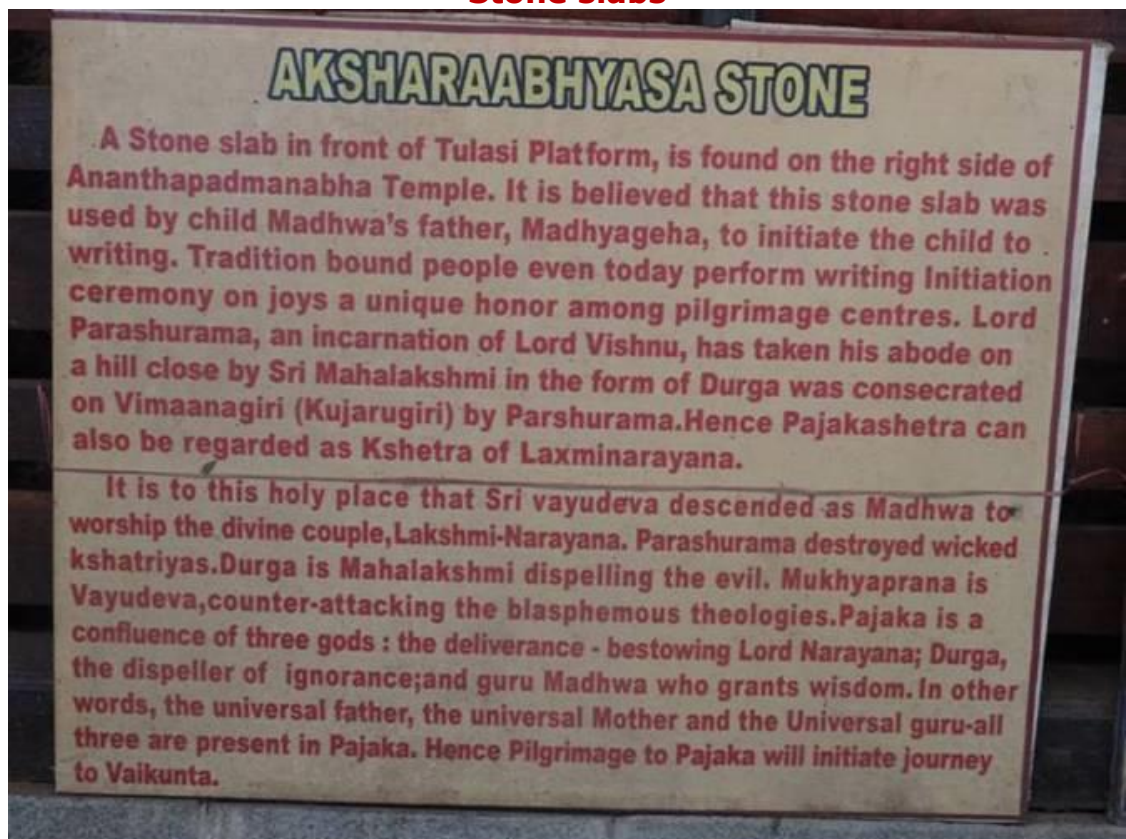 Stone slabs
AKSHARAABHYASA STONE
A Stone slab in front of Tulasi Platform, is found on the right side of
Ananthapadmanabha Temple. It is believed that this stone slab was
used by child Madhwa's father, Madhyageha, to initiate the child to
writing. Tradition bound people even today perform writing Initiation
ceremony on joys a unique honor among pilgrimage centres. Lord
Parashurama, an incarnation of Lord Vishnu, has taken his abode on
a hill close by Sri Mahalakshmi in the form of Durga was consecrated
on Vimaanagiri (Kujarugiri) by Parshurama.Hence Pajakashetra can
also be regarded as Kshetra of Laxminarayana.
It is to this holy place that Sri vayudeva descended as Madhwa to
worship the divine couple,Lakshmi-Narayana. Parashurama destroyed wicked
kshatriyas.Durga is Mahalakshmi dispelling the evil. Mukhyaprana is
Vayudeva,counter-attacking the blasphemous theologies.Pajaka is a
confluence of three gods : the deliverance - bestowing Lord Narayana; Durga,
the dispeller of ignorance;and guru Madhwa who grants wisdom. In other
words, the universal father, the universal Mother and the Universal guru-all
three are present in Pajaka. Hence Pilgrimage to Pajaka will initiate journey
to Vaikunta.